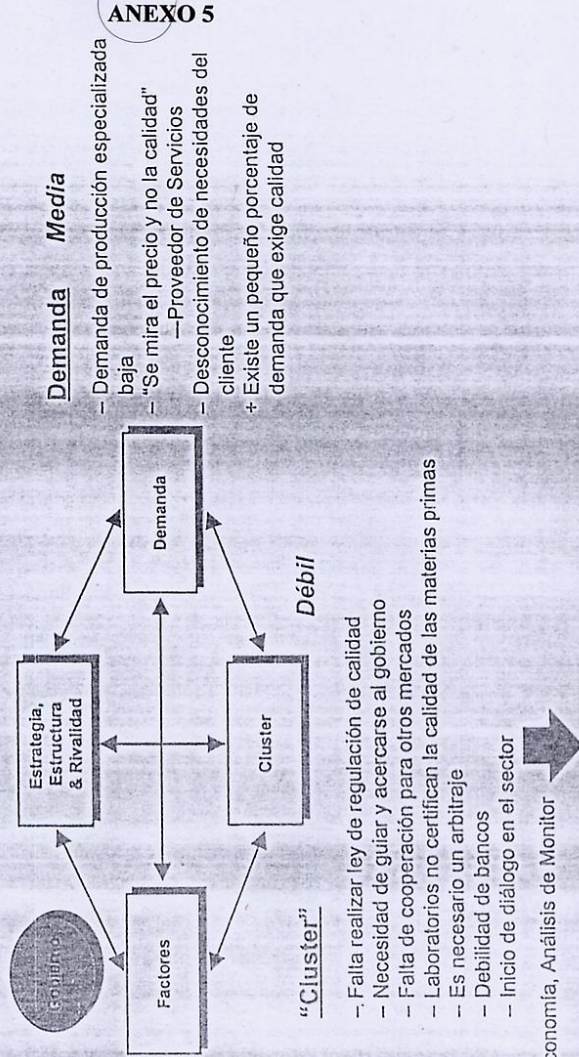 ANEXO 5
Gobierno
Estrategia,
Estructura
& Rivalidad
Factores
Demanda
Cluster
Demanda Media
– Demanda de producción especializada
baja
– "Se mira el precio y no la calidad"
—Proveedor de Servicios
– Desconocimiento de necesidades del
cliente
+ Existe un pequeño porcentaje de
demanda que exige calidad
"Cluster" Débil
– Falta realizar ley de regulación de calidad
– Necesidad de guiar y acercarse al gobierno
– Falta de cooperación para otros mercados
– Laboratorios no certifican la calidad de las materias primas
– Es necesario un arbitraje
– Debilidad de bancos
– Inicio de diálogo en el sector
conomía, Análisis de Monitor